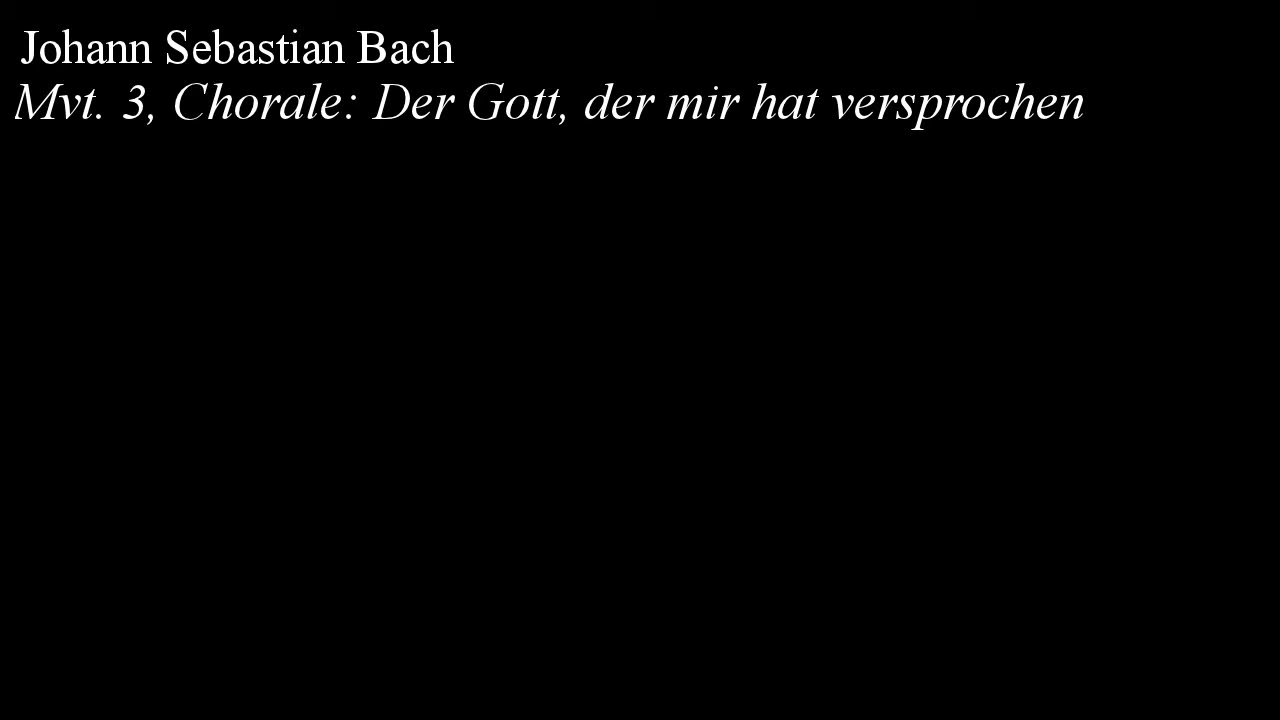 Johann Sebastian Bach
Mvt. 3, Chorale: Der Gott, der mir hat versprochen